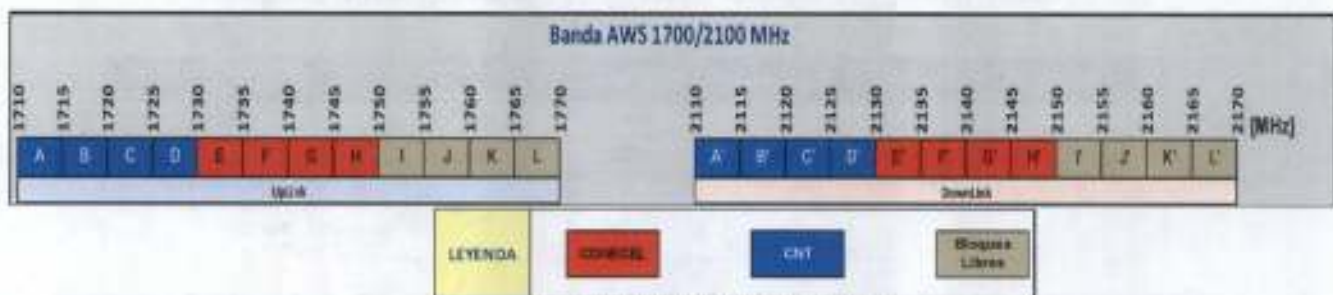 Banda AWS 1700/2100 MHz
1710 1715 1720 1725 1730 1735 1740 1745 1750 1755 1760 1765 1770 2110 2115 2120 2125 2130 2135 2140 2145 2150 2155 2160 2165 2170 [MHz]
A B C D E F G H I J K L A' B' C' D' E' F' G' H' I' J' K' L'
UpLink DownLink
LEYENDA CONECEL CNT Bloques
Libres